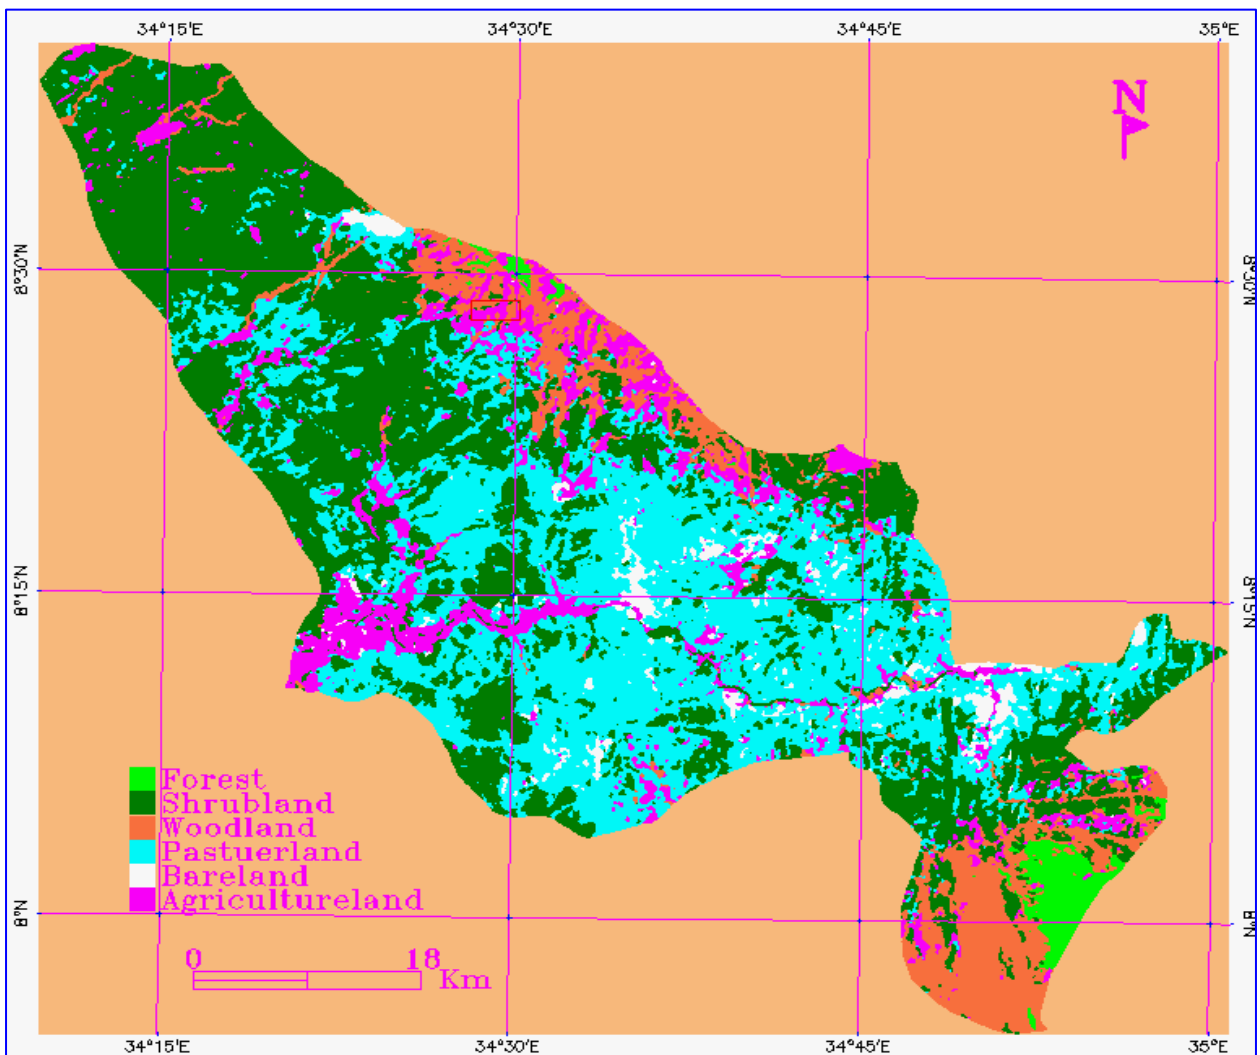 34°15'E 34°30'E 34°45'E 35°E
N
8°30'N 8°30'N
8°15'N 8°15'N
Forest
Shrubland
Woodland
Pastuerland
Bareland
Agricultureland
8°N 8°N
0 18
Km
34°15'E 34°30'E 34°45'E 35°E